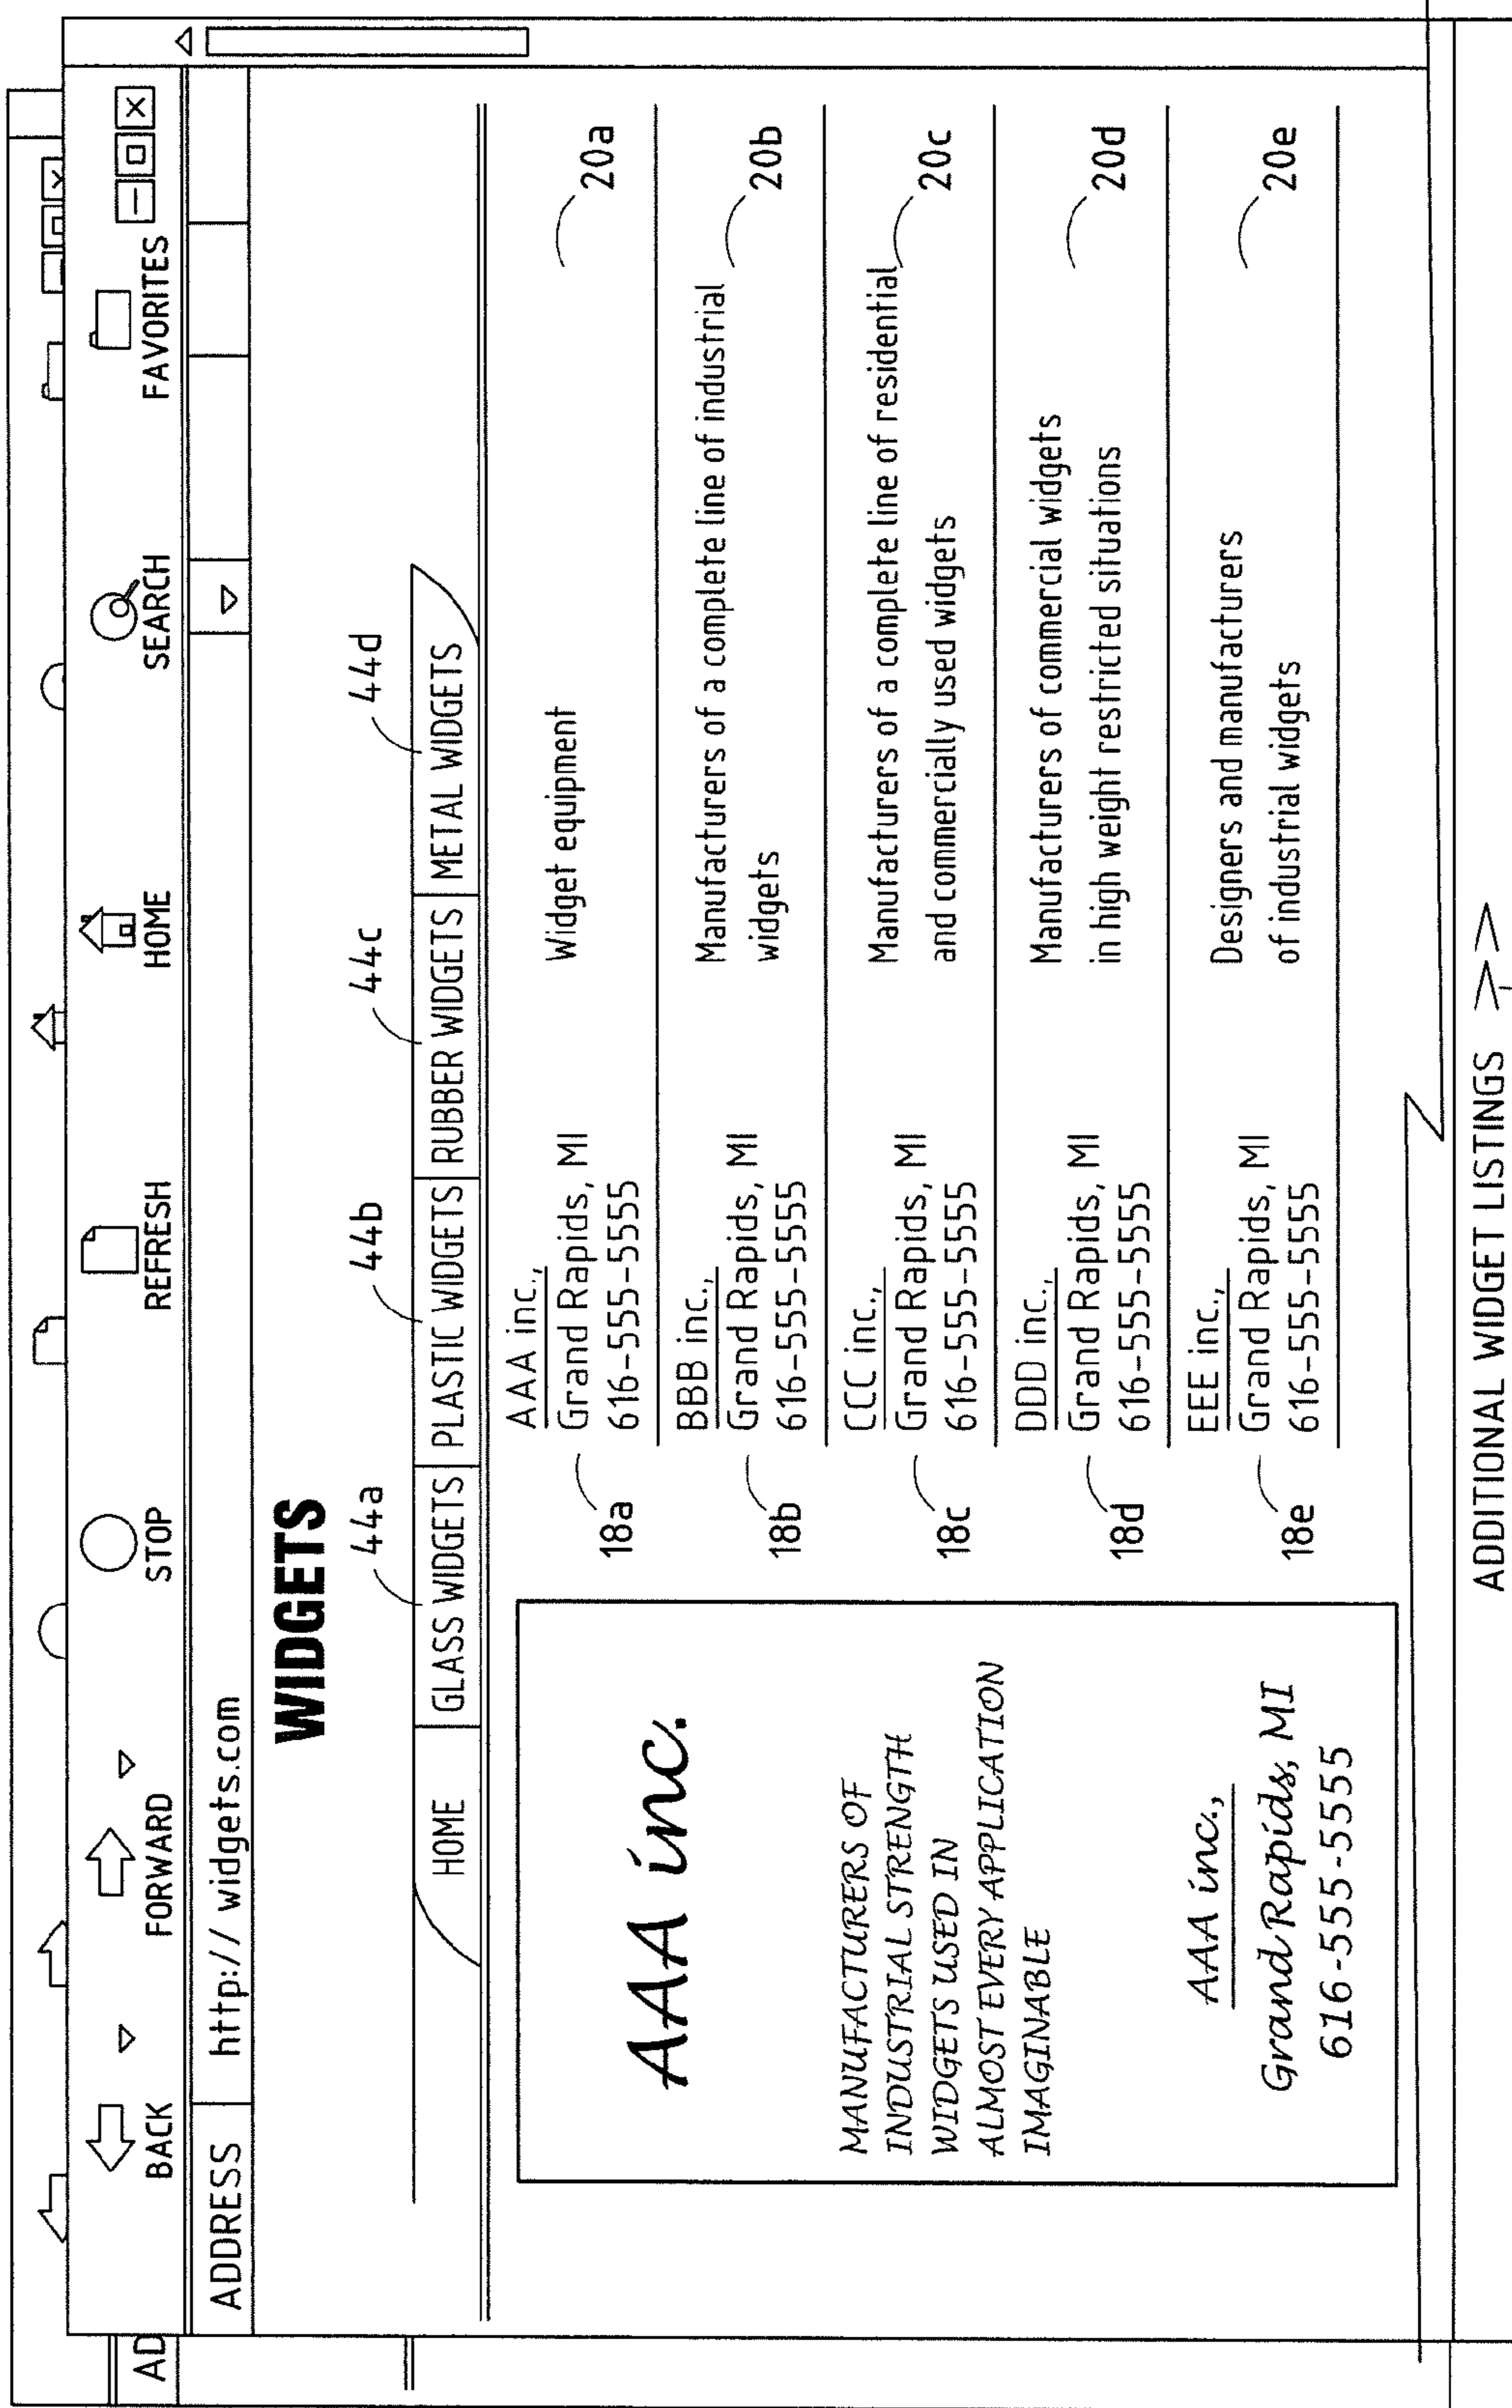 BACK FORWARD STOP REFRESH HOME SEARCH FAVORITES
AD
ADDRESS http:// widgets.com
WIDGETS
44a 44b 44c 44d
HOME GLASS WIDGETS PLASTIC WIDGETS RUBBER WIDGETS METAL WIDGETS
AAA inc.
MANUFACTURERS OF
INDUSTRIAL STRENGTH
WIDGETS USED IN
ALMOST EVERY APPLICATION
IMAGINABLE
AAA inc.,
Grand Rapids, MI
616-555-5555
18a
AAA inc.,
Grand Rapids, MI
616-555-5555
Widget equipment
20a
18b
BBB inc.,
Grand Rapids, MI
616-555-5555
Manufacturers of a complete line of industrial
widgets
20b
18c
CCC inc.,
Grand Rapids, MI
616-555-5555
Manufacturers of a complete line of residential
and commercially used widgets
20c
18d
DDD inc.,
Grand Rapids, MI
616-555-5555
Manufacturers of commercial widgets
in high weight restricted situations
20d
18e
EEE inc.,
Grand Rapids, MI
616-555-5555
Designers and manufacturers
of industrial widgets
20e
ADDITIONAL WIDGET LISTINGS >>